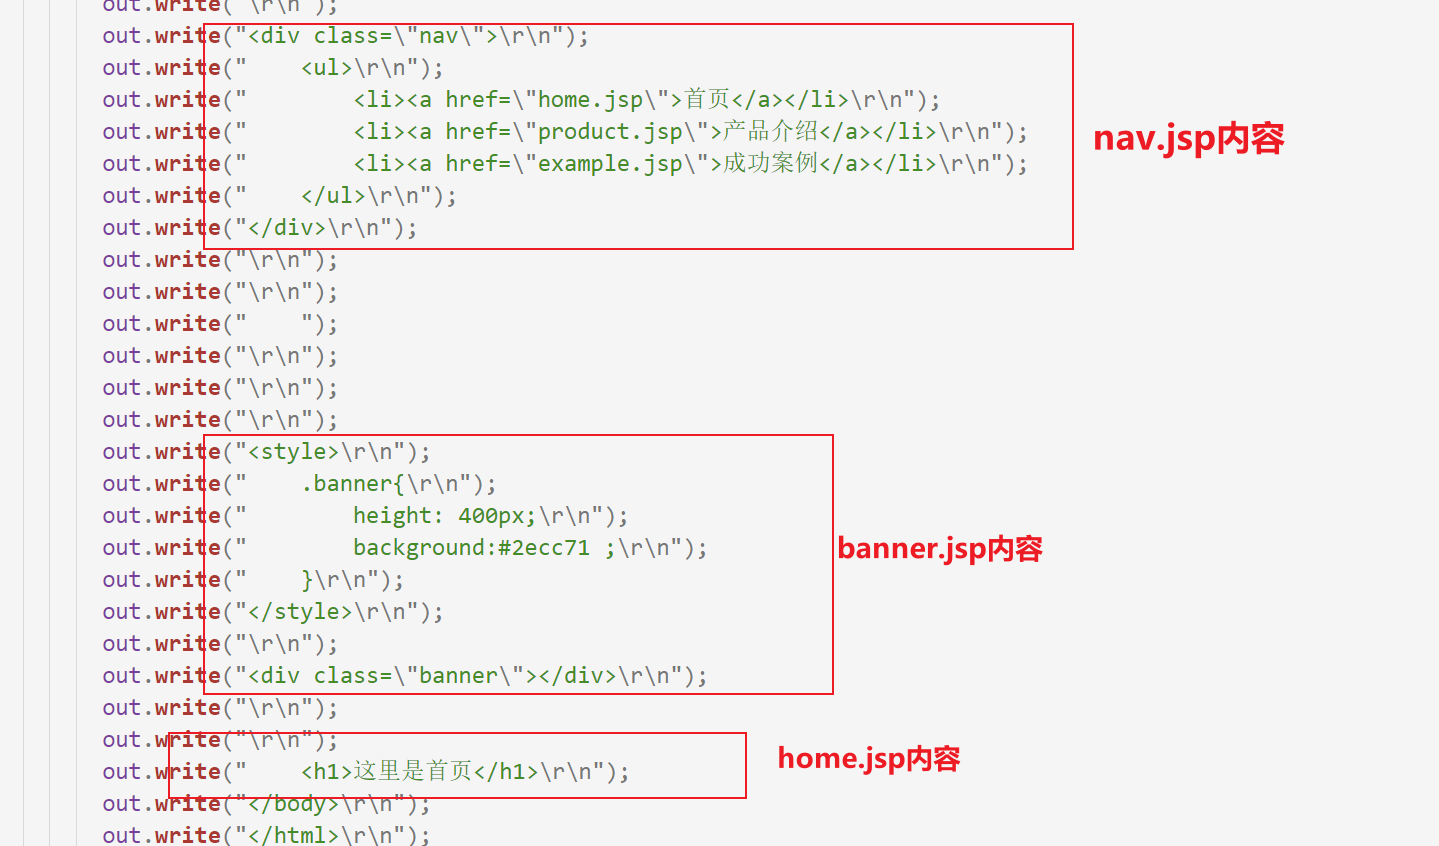 out.write("\r\n");
out.write("<div class=\"nav\">\r\n");
out.write("    <ul>\r\n");
out.write("        <li><a href=\"home.jsp\">首页</a></li>\r\n");
out.write("        <li><a href=\"product.jsp\">产品介绍</a></li>\r\n");
nav.jsp内容
out.write("        <li><a href=\"example.jsp\">成功案例</a></li>\r\n");
out.write("    </ul>\r\n");
out.write("</div>\r\n");
out.write("\r\n");
out.write("\r\n");
out.write("    ");
out.write("\r\n");
out.write("\r\n");
out.write("\r\n");
out.write("<style>\r\n");
out.write("    .banner{\r\n");
out.write("        height: 400px;\r\n");
out.write("        background:#2ecc71 ;\r\n");
banner.jsp内容
out.write("    }\r\n");
out.write("</style>\r\n");
out.write("\r\n");
out.write("<div class=\"banner\"></div>\r\n");
out.write("\r\n");
out.write("\r\n");
home.jsp内容
out.write("    <h1>这里是首页</h1>\r\n");
out.write("</body>\r\n");
out.write("</html>\r\n");